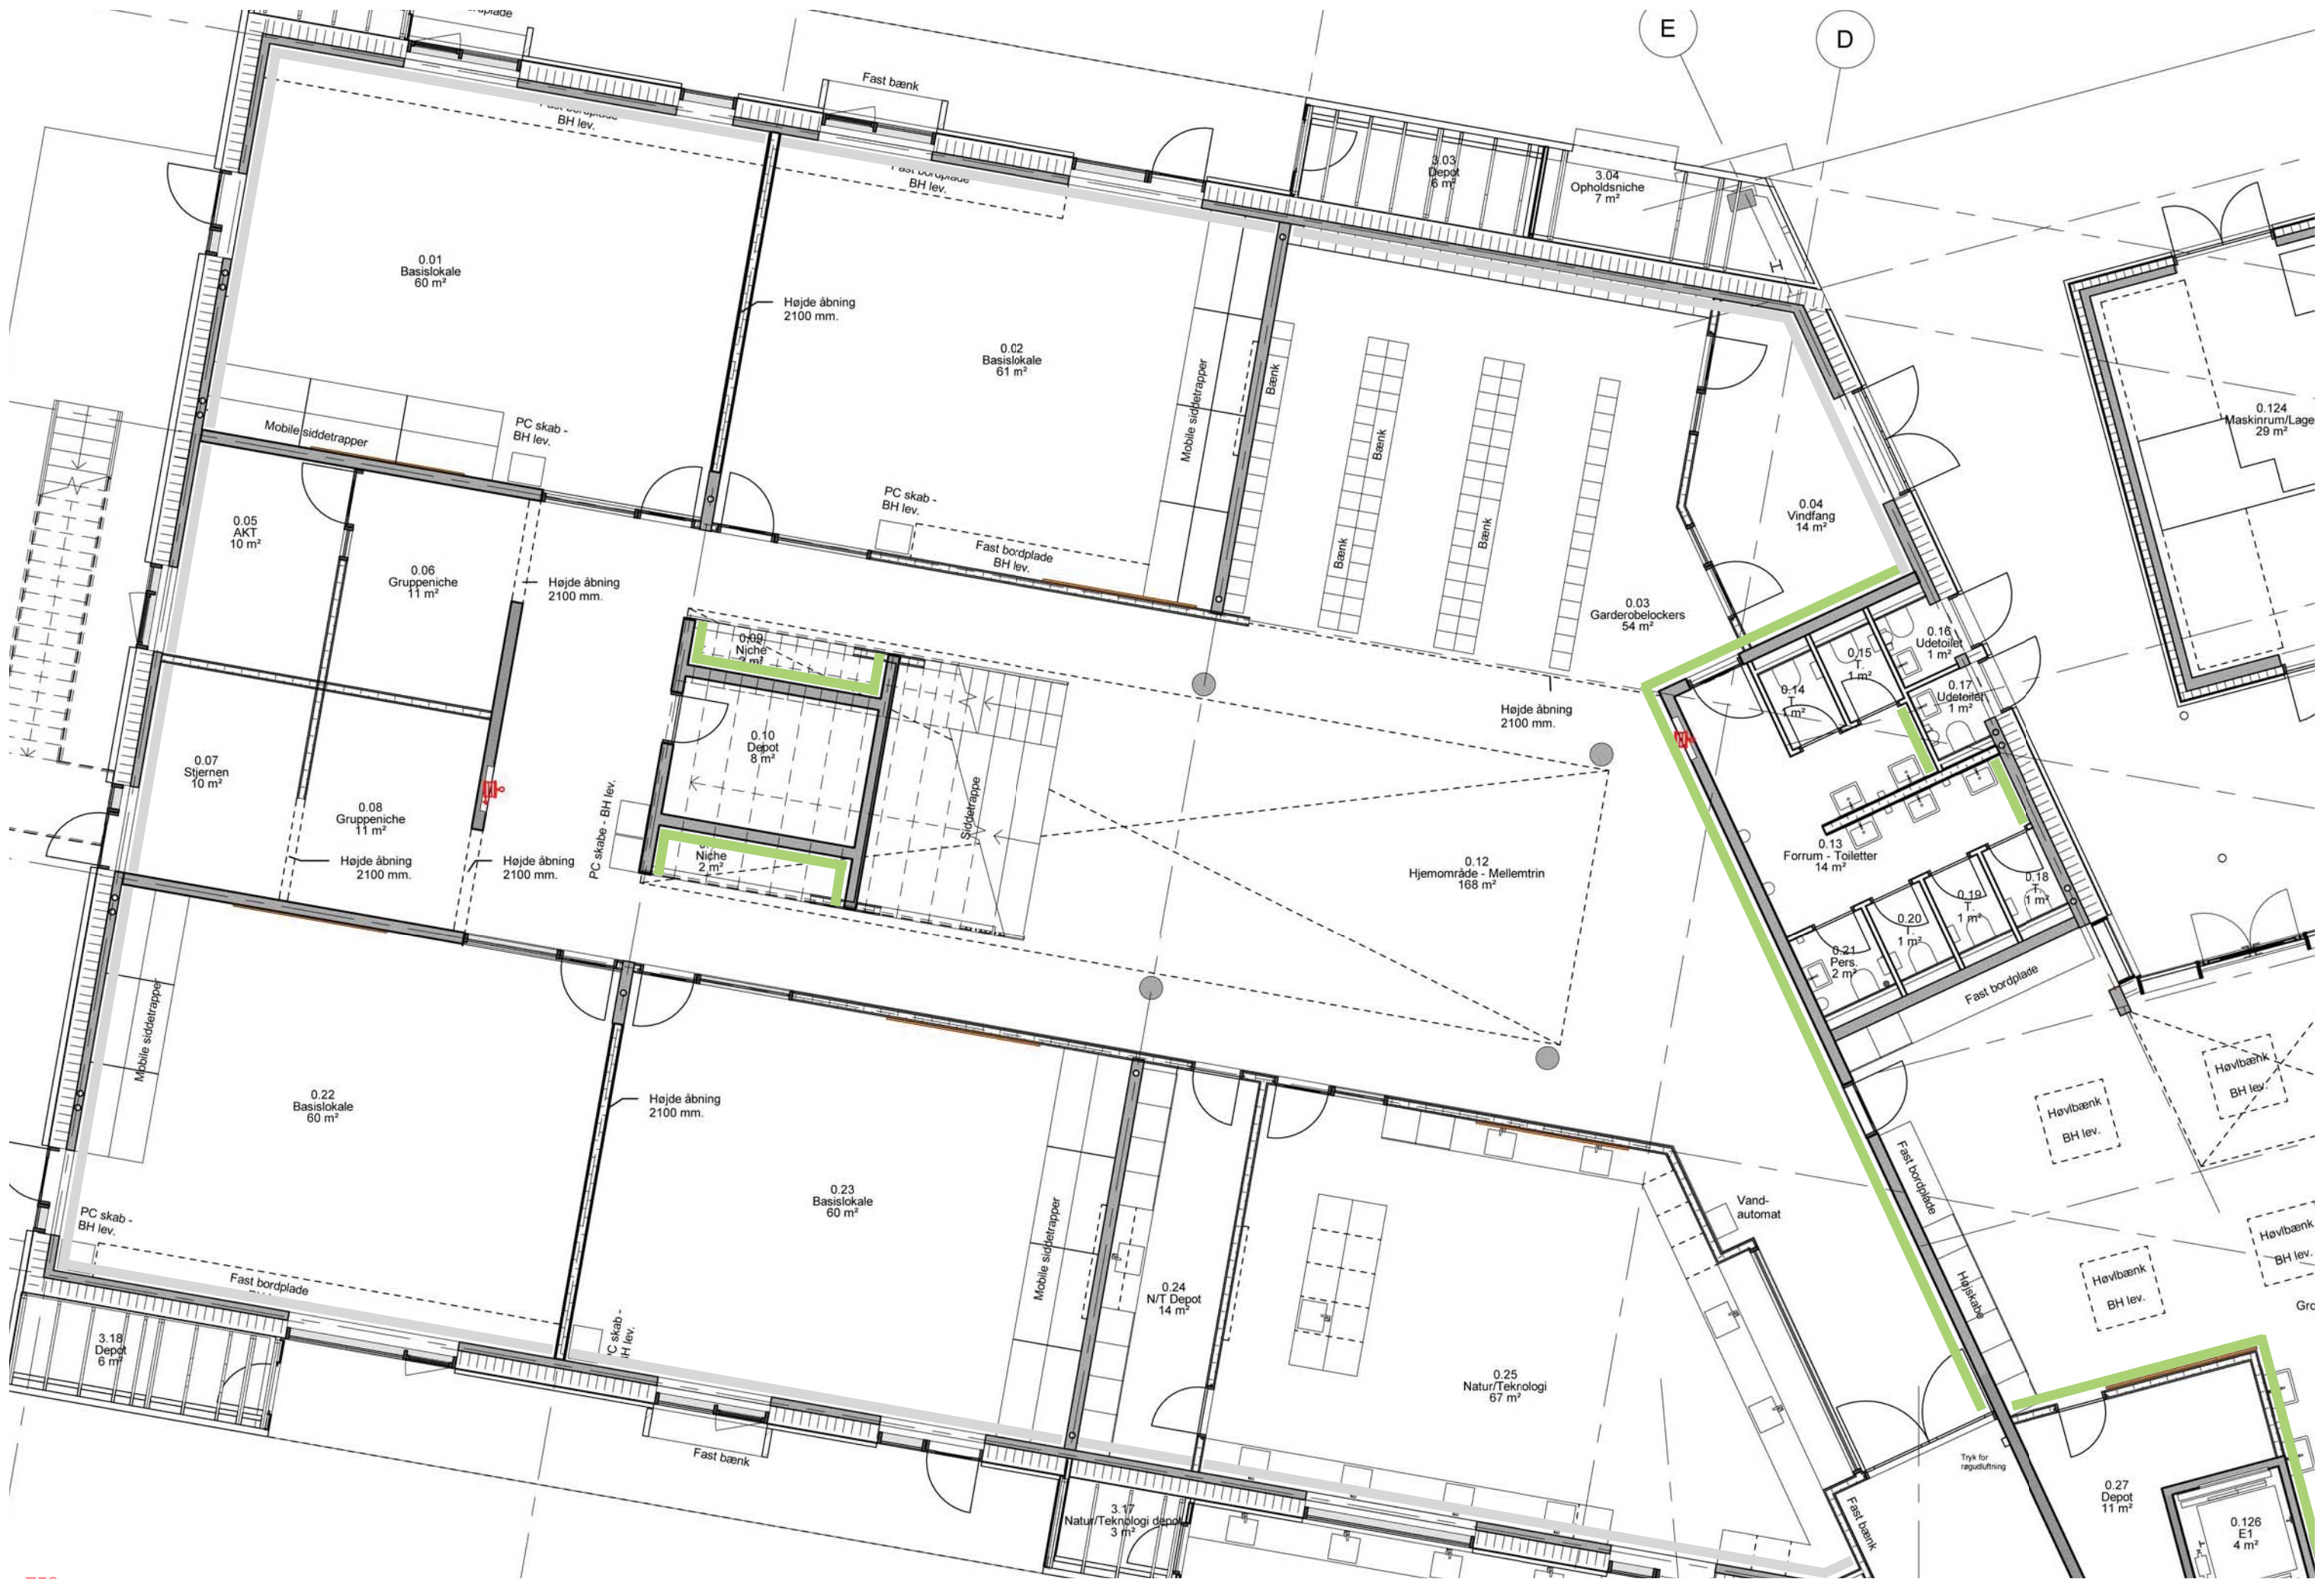 E
D
Fast bænk
BH lev.
BH lev.
3.03
Depot
6 m²
3.04
Opholdsniche
7 m²
H
0.01
Basislokale
60 m²
Højde åbning
2100 mm.
0.02
Basislokale
61 m²
Mobile siddetrapper
Bænk
Bænk
Bænk
Bænk
0.124
Maskinrum/Lage
29 m²
Mobile siddetrapper
PC skab -
BH lev.
PC skab -
BH lev.
Fast bordplade
BH lev.
0.04
Vindfang
14 m²
0.05
AKT
10 m²
0.06
Gruppeniche
11 m²
Højde åbning
2100 mm.
0.03
Garderobelockers
54 m²
0.09
Niche
2 m²
0.16
Udetoilet
1 m²
0.15
T.
1 m²
0.17
Udetoilet
1 m²
0.14
T
m²
Højde åbning
2100 mm.
0.10
Depot
8 m²
0.07
Stjernen
10 m²
0.08
Gruppeniche
11 m²
Højde åbning
2100 mm.
Højde åbning
2100 mm.
PC skabe - BH lev.
Niche
2 m²
Siddetrappe
0.12
Hjemområde - Mellemtrin
168 m²
0.13
Forrum - Toiletter
14 m²
0.18
T.
1 m²
0.19
T.
1 m²
0.20
T.
1 m²
0.21
Pers.
2 m²
Fast bordplade
Mobile siddetrapper
0.22
Basislokale
60 m²
Højde åbning
2100 mm.
0.23
Basislokale
60 m²
Mobile siddetrapper
Høvlbænk
BH lev.
Høvlbænk
BH lev.
Fast bordplade
Høvlbænk
BH lev.
Høvlbænk
BH lev.
Højskabe
Vand-
automat
PC skab -
BH lev.
Fast bordplade
0.24
N/T Depot
14 m²
3.18
Depot
6 m²
0.25
Natur/Teknologi
67 m²
Fast bænk
Tryk for
røgudluftning
0.27
Depot
11 m²
3.17
Natur/Teknologi depot
3 m²
Fast bænk
0.126
E1
4 m²